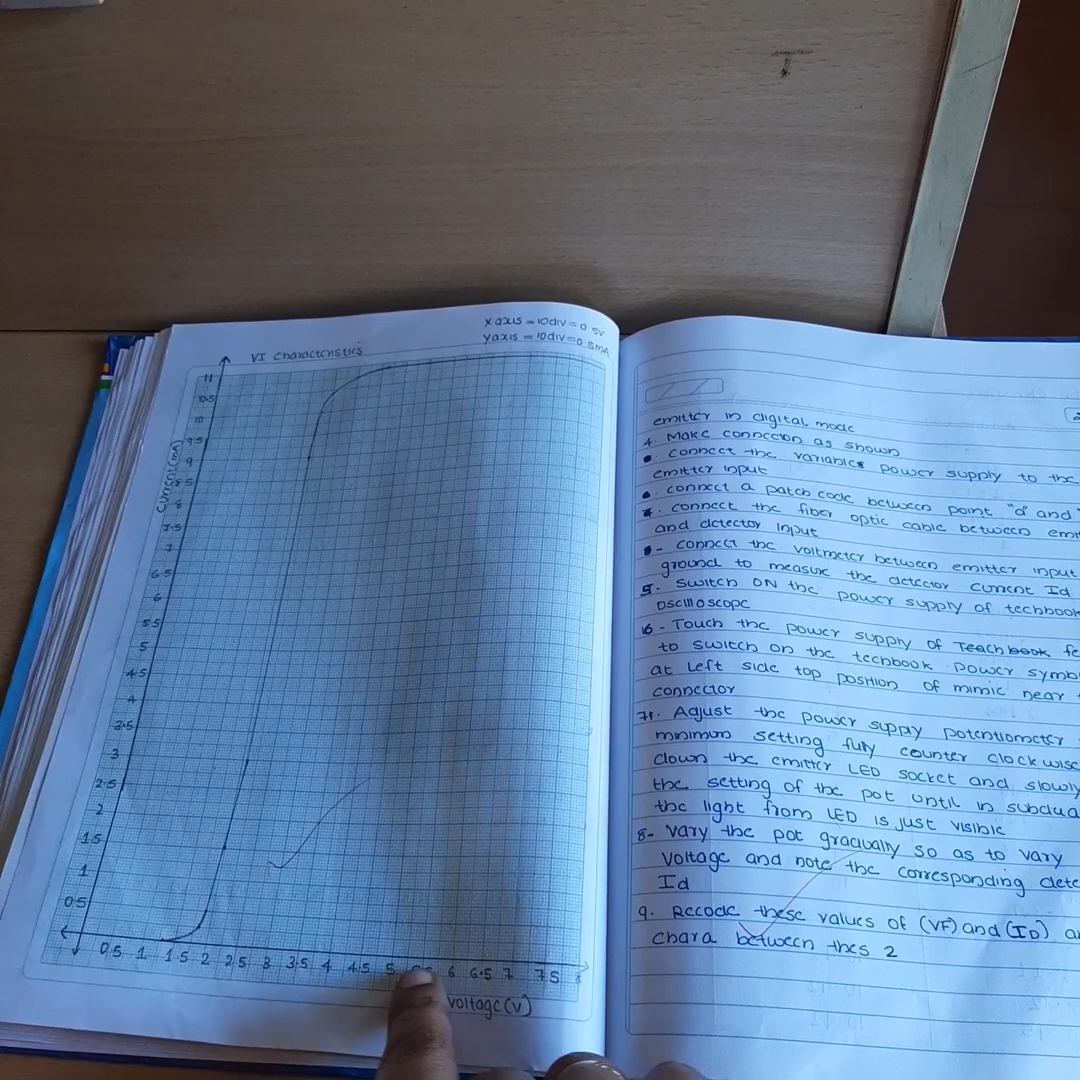 X axis = 10div = 0.5V
Y axis = 10div = 0.5mA
VI Characteristics
11
10.5
10
9.5
9
8.5
8
7.5
7
6.5
6
5.5
5
4.5
4
3.5
3
2.5
2
1.5
1
0.5
Current (mA)
0.5 1 1.5 2 2.5 3 3.5 4 4.5 5 6 6.5 7 7.5
voltage (V)
emitter in digital mode
4. Make connection as shown
connect the variables power supply to the
emitter input
connect a patch code between point "d" and
connect the fiber optic cable between
and detector input
- connect the voltmeter between emitter input
ground to measure the detector current Id
5. Switch ON the power supply of techbook
oscilloscope
6 - Touch the power supply of Teachbook
to switch on the techbook power
at left side top position of mimic near
connector
7. Adjust the power supply potentiometer
minimum setting fully counter clockwise
down the emitter LED socket and slowly
the setting of the pot until in
the light from LED is just visible
8- Vary the pot gradually so as to vary
Voltage and note the corresponding
Id
9. Recode these values of (VF) and (ID)
chara between thes 2